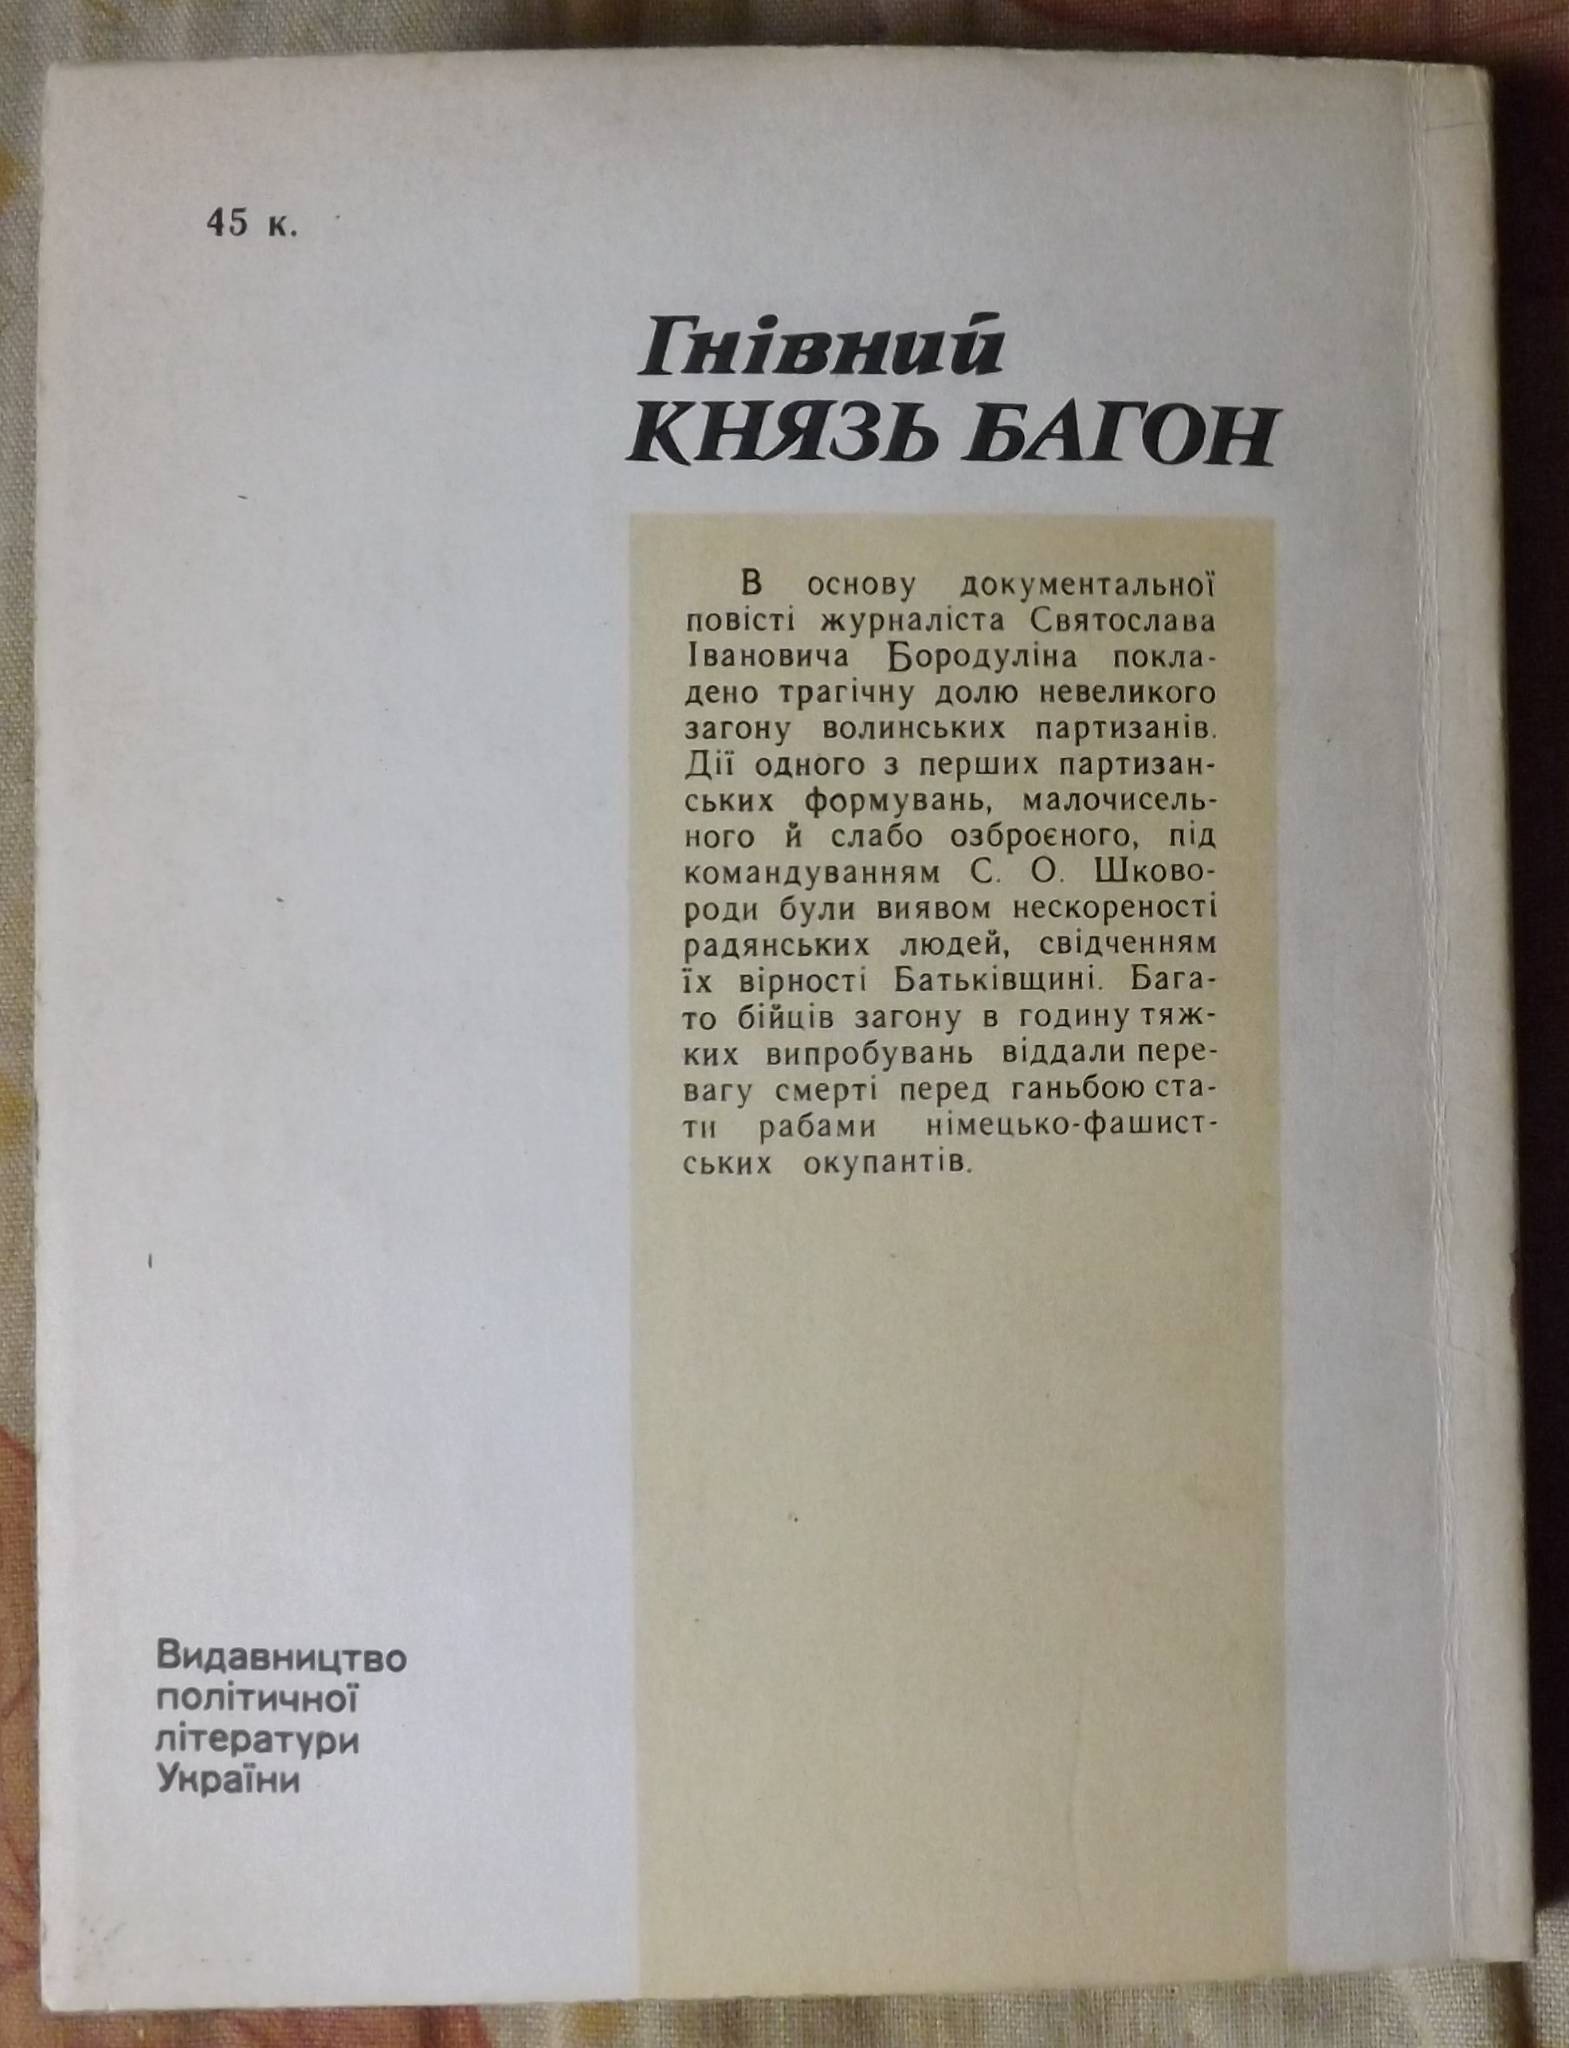 45 к.
Гнівний
КНЯЗЬ БАГОН
В основу документальної
повісті журналіста Святослава
Івановича Бородуліна покла-
дено трагічну долю невеликого
загону волинських партизанів.
Дії одного з перших партизан-
ських формувань, малочисель-
ного й слабо озброєного, під
командуванням С. О. Шково-
роди були виявом нескореності
радянських людей, свідченням
їх вірності Батьківщині. Бага-
то бійців загону в годину тяж-
ких випробувань віддали пере-
вагу смерті перед ганьбою ста-
ти рабами німецько-фашист-
ських окупантів.
Видавництво
політичної
літератури
України